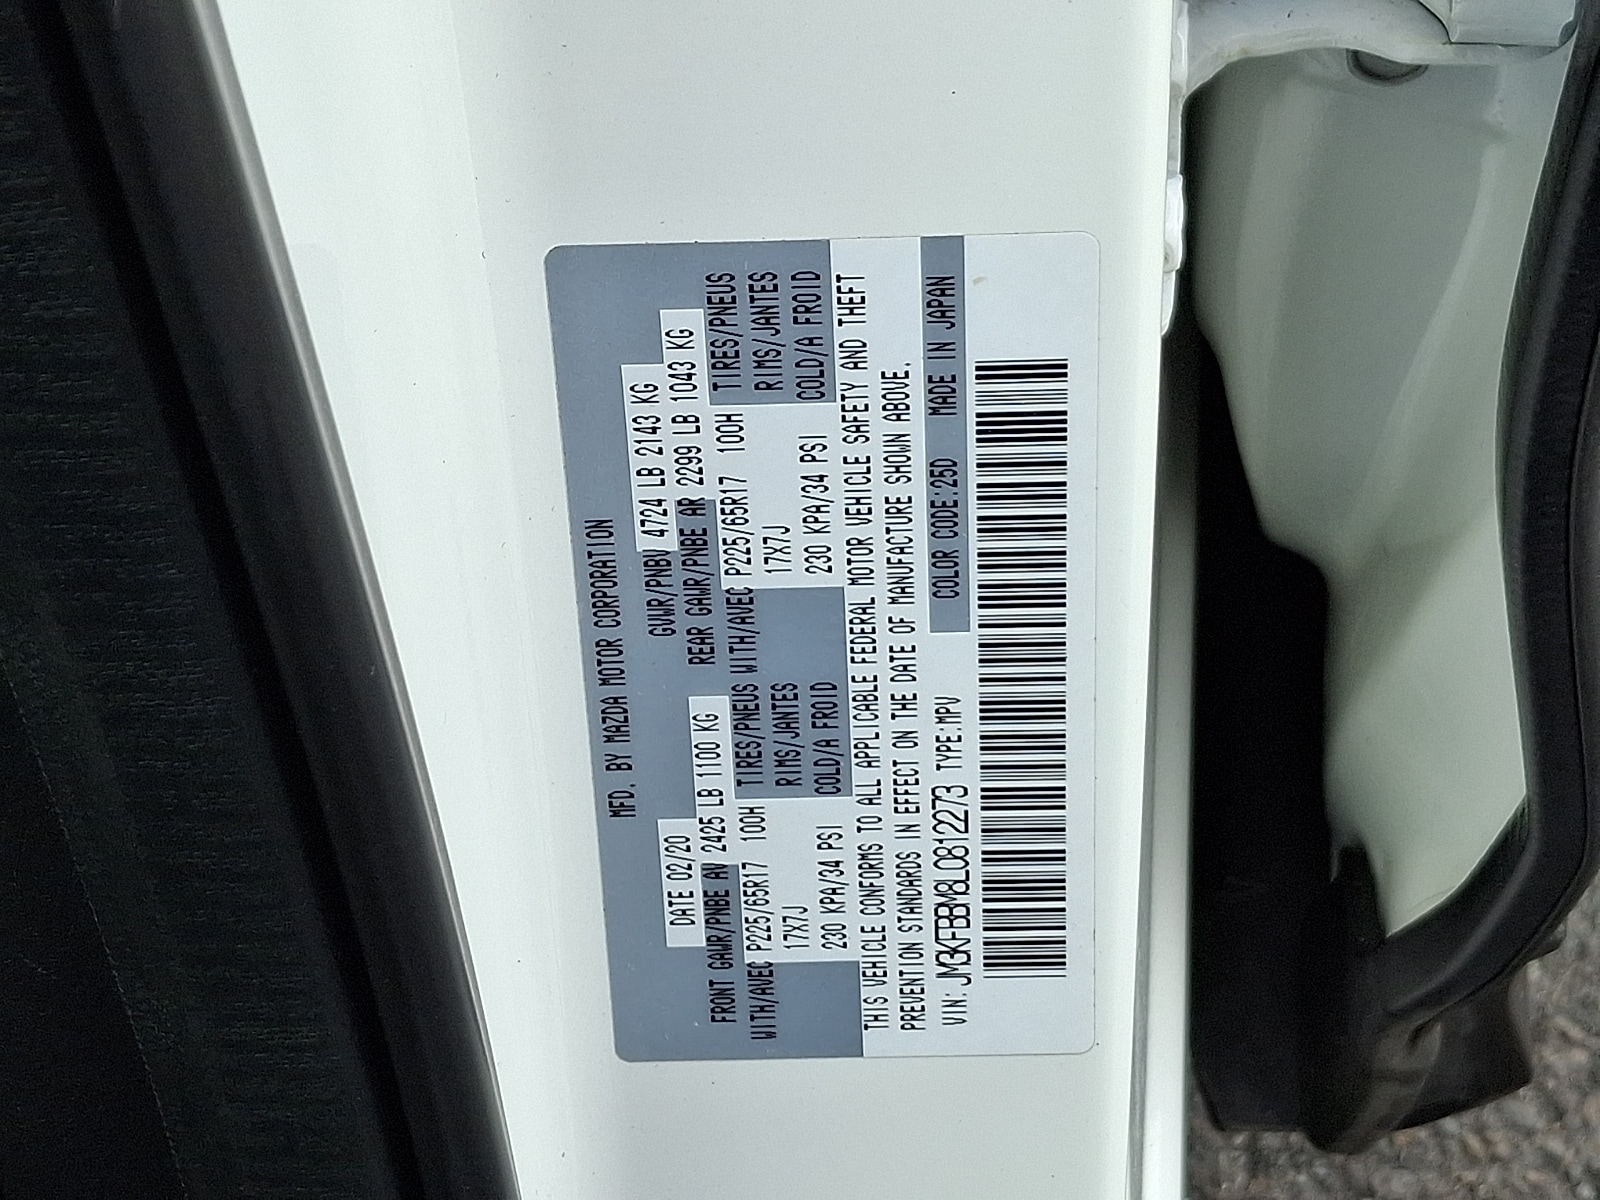 MFD. BY MAZDA MOTOR CORPORATION
DATE 02/20 GVWR/PNBV 4724 LB 2143 KG
FRONT GAWR/PNBE AV 2425 LB 1100 KG REAR GAWR/PNBE AR 2299 LB 1043 KG
WITH/AVEC P225/65R17 100H TIRES/PNEUS WITH/AVEC P225/65R17 100H TIRES/PNEUS
17X7J RIMS/JANTES 17X7J RIMS/JANTES
230 KPA/34 PSI COLD/A FROID 230 KPA/34 PSI COLD/A FROID
THIS VEHICLE CONFORMS TO ALL APPLICABLE FEDERAL MOTOR VEHICLE SAFETY AND THEFT
PREVENTION STANDARDS IN EFFECT ON THE DATE OF MANUFACTURE SHOWN ABOVE.
VIN: JM3KFBBM8L0812273 TYPE:MPV COLOR CODE:25D MADE IN JAPAN